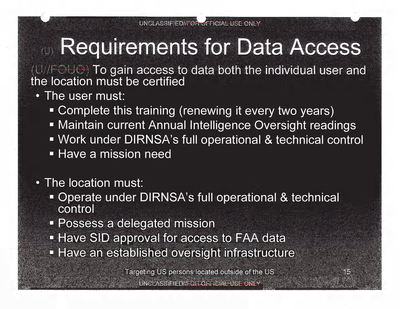 UNCLASSIFIED//FOR OFFICIAL USE ONLY
(U) Requirements for Data Access
(U//FOUO) To gain access to data both the individual user and
the location must be certified
• The user must:
▪ Complete this training (renewing it every two years)
▪ Maintain current Annual Intelligence Oversight readings
▪ Work under DIRNSA's full operational & technical control
▪ Have a mission need
• The location must:
▪ Operate under DIRNSA's full operational & technical
control
▪ Possess a delegated mission
▪ Have SID approval for access to FAA data
▪ Have an established oversight infrastructure
Targeting US persons located outside of the US 15
UNCLASSIFIED//FOR OFFICIAL USE ONLY